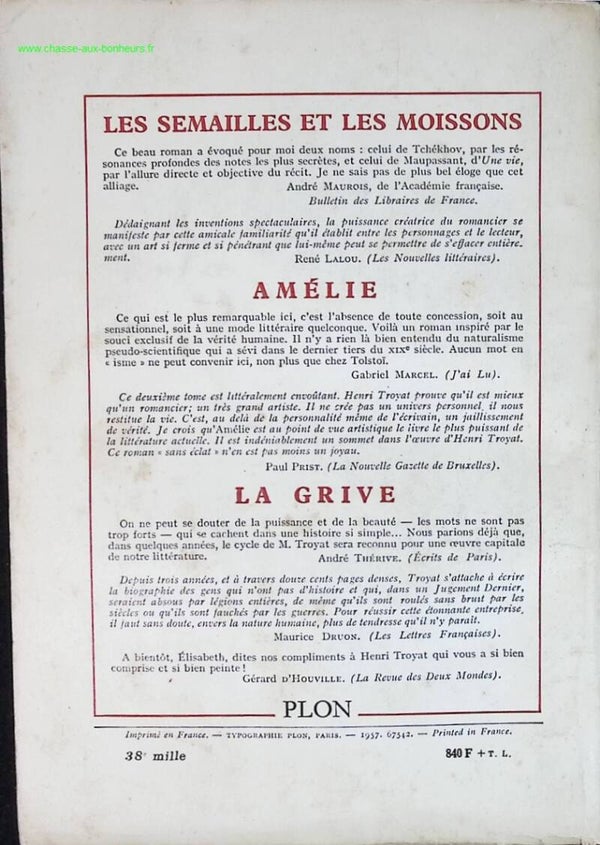 www.chasse-aux-bonheurs.fr
LES SEMAILLES ET LES MOISSONS
Ce beau roman a évoqué pour moi deux noms : celui de Tchékhov, par les ré-
sonances profondes des notes les plus secrètes, et celui de Maupassant, d'Une vie,
par l'allure directe et objective du récit. Je ne sais pas de plus bel éloge que cet
alliage. André MAUROIS, de l'Académie française.
Bulletin des Libraires de France.
Dédaignant les inventions spectaculaires, la puissance créatrice du romancier se
manifeste par cette amicale familiarité qu'il établit entre les personnages et le lecteur,
avec un art si ferme et si pénétrant que lui-même peut se permettre de s'effacer entière-
ment. René LALOU. (Les Nouvelles littéraires).
AMÉLIE
Ce qui est le plus remarquable ici, c'est l'absence de toute concession, soit au
sensationnel, soit à une mode littéraire quelconque. Voilà un roman inspiré par le
souci exclusif de la vérité humaine. Il n'y a rien là bien entendu du naturalisme
pseudo-scientifique qui a sévi dans le dernier tiers du XIXe siècle. Aucun mot en
« isme » ne peut convenir ici, non plus que chez Tolstoï.
Gabriel MARCEL. (J'ai Lu).
Ce deuxième tome est littéralement envoûtant. Henri Troyat prouve qu'il est mieux
qu'un romancier; un très grand artiste. Il ne crée pas un univers personnel, il nous
restitue la vie. C'est, au delà de la personnalité même de l'écrivain, un jaillissement
de vérité. Je crois qu'Amélie est au point de vue artistique le livre le plus puissant de
la littérature actuelle. Il est indéniablement un sommet dans l'œuvre d'Henri Troyat.
Ce roman « sans éclat » n'en est pas moins un joyau.
Paul PRIST. (La Nouvelle Gazette de Bruxelles).
LA GRIVE
On ne peut se douter de la puissance et de la beauté — les mots ne sont pas
trop forts — qui se cachent dans une histoire si simple... Nous parions déjà que,
dans quelques années, le cycle de M. Troyat sera reconnu pour une œuvre capitale
de notre littérature. André THÉRIVE. (Écrits de Paris).
Depuis trois années, et à travers douze cents pages denses, Troyat s'attache à écrire
la biographie des gens qui n'ont pas d'histoire et qui, dans un Jugement Dernier,
seraient absous par légions entières, de même qu'ils sont roulés sans bruit par les
siècles ou qu'ils sont fauchés par les guerres. Pour réussir cette étonnante entreprise,
il faut sans doute, envers la nature humaine, plus de tendresse qu'il n'y paraît.
Maurice DRUON. (Les Lettres Françaises).
A bientôt, Élisabeth, dites nos compliments à Henri Troyat qui vous a si bien
comprise et si bien peinte !
Gérard D'HOUVILLE. (La Revue des Deux Mondes).
PLON
Imprimé en France. — TYPOGRAPHIE PLON, PARIS. — 1957. 67542. — Printed in France.
38e mille 840 F + T. L.